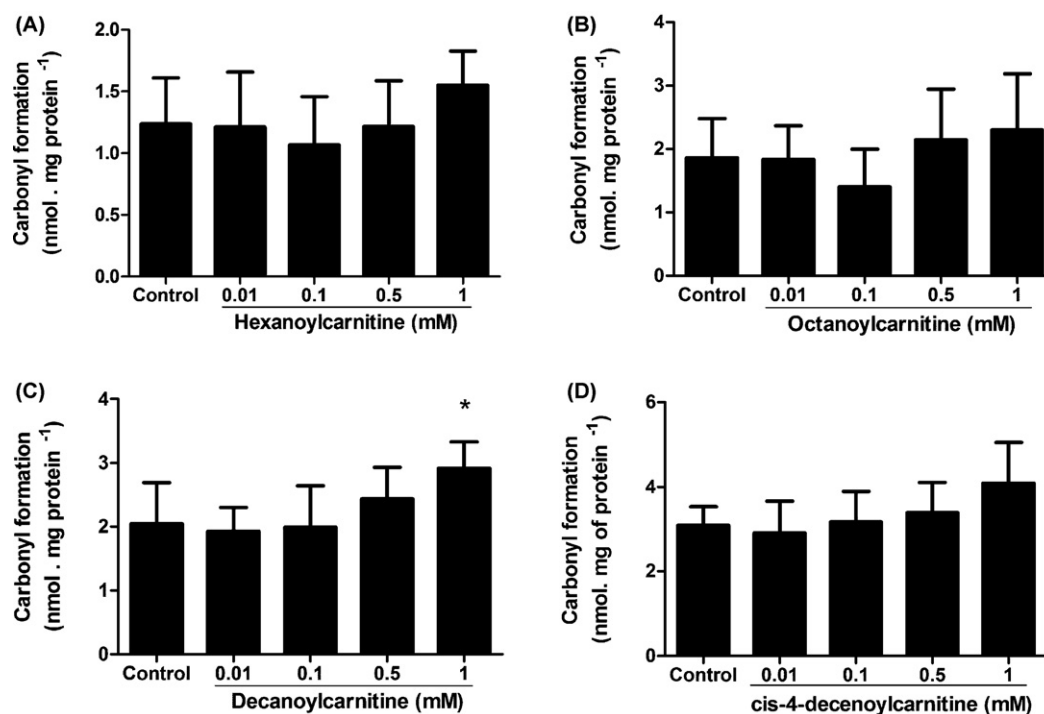 (A)
Carbonyl formation
(nmol . mg protein ⁻¹)
2.0
1.5
1.0
0.5
0.0
Control 0.01 0.1 0.5 1
Hexanoylcarnitine (mM)
(B)
Carbonyl formation
(nmol. mg protein ⁻¹)
4
3
2
1
0
Control 0.01 0.1 0.5 1
Octanoylcarnitine (mM)
(C)
Carbonyl formation
(nmol . mg protein ⁻¹)
4
3
2
1
0
*
Control 0.01 0.1 0.5 1
Decanoylcarnitine (mM)
(D)
Carbonyl formation
(nmol. mg of protein ⁻¹)
6
4
2
0
Control 0.01 0.1 0.5 1
cis-4-decenoylcarnitine (mM)